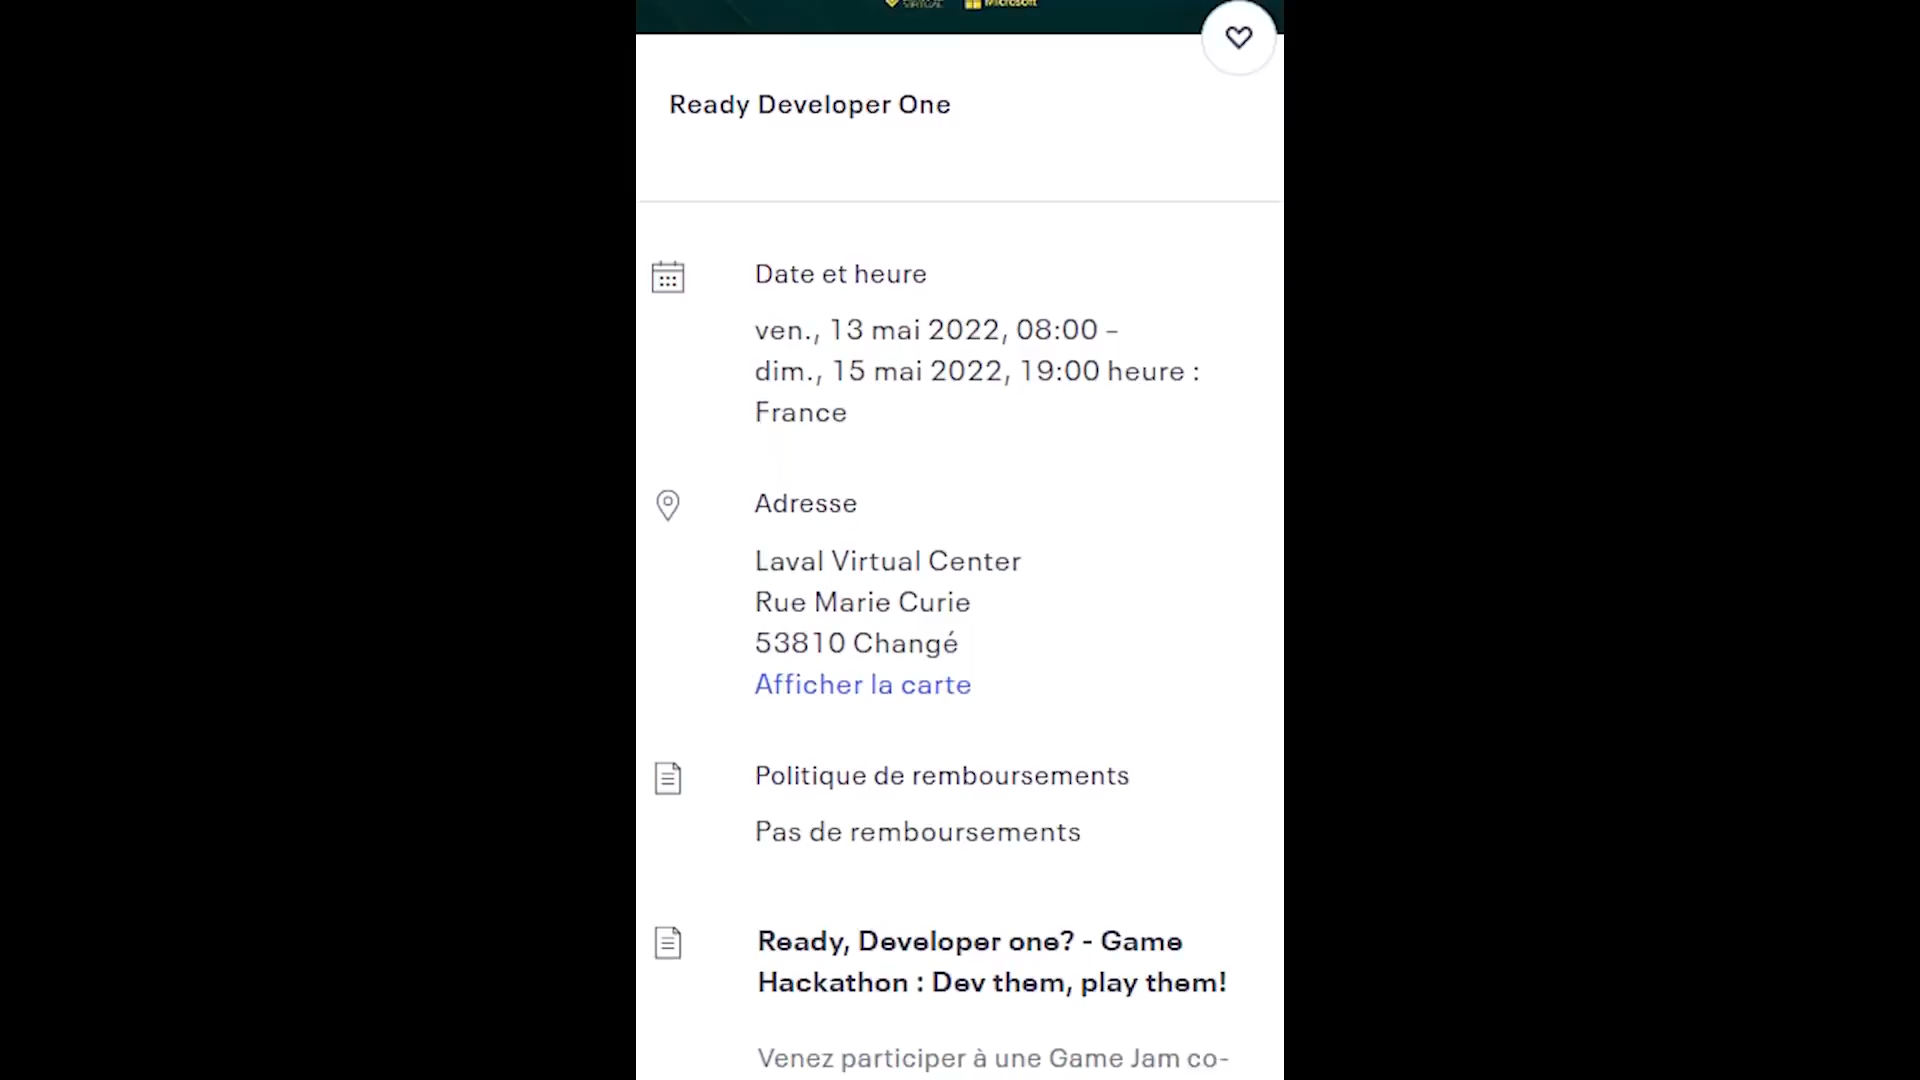 VIRTUAL Microsoft
Ready Developer One
Date et heure
ven., 13 mai 2022, 08:00 –
dim., 15 mai 2022, 19:00 heure :
France
Adresse
Laval Virtual Center
Rue Marie Curie
53810 Changé
Afficher la carte
Politique de remboursements
Pas de remboursements
Ready, Developer one? - Game
Hackathon : Dev them, play them!
Venez participer à une Game Jam co-